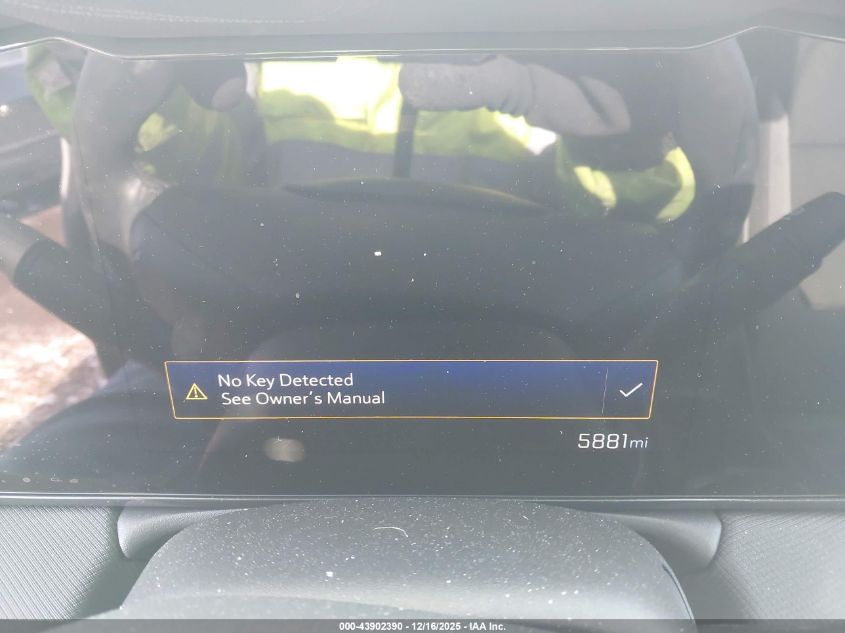 No Key Detected
See Owner's Manual
5881mi
000-43902390 - 12/16/2025 - IAA Inc.